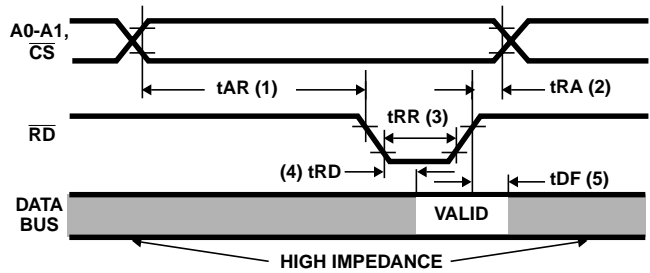 A0-A1,
CS
tAR (1)
tRA (2)
RD
tRR (3)
(4) tRD
tDF (5)
DATA
BUS
VALID
HIGH IMPEDANCE